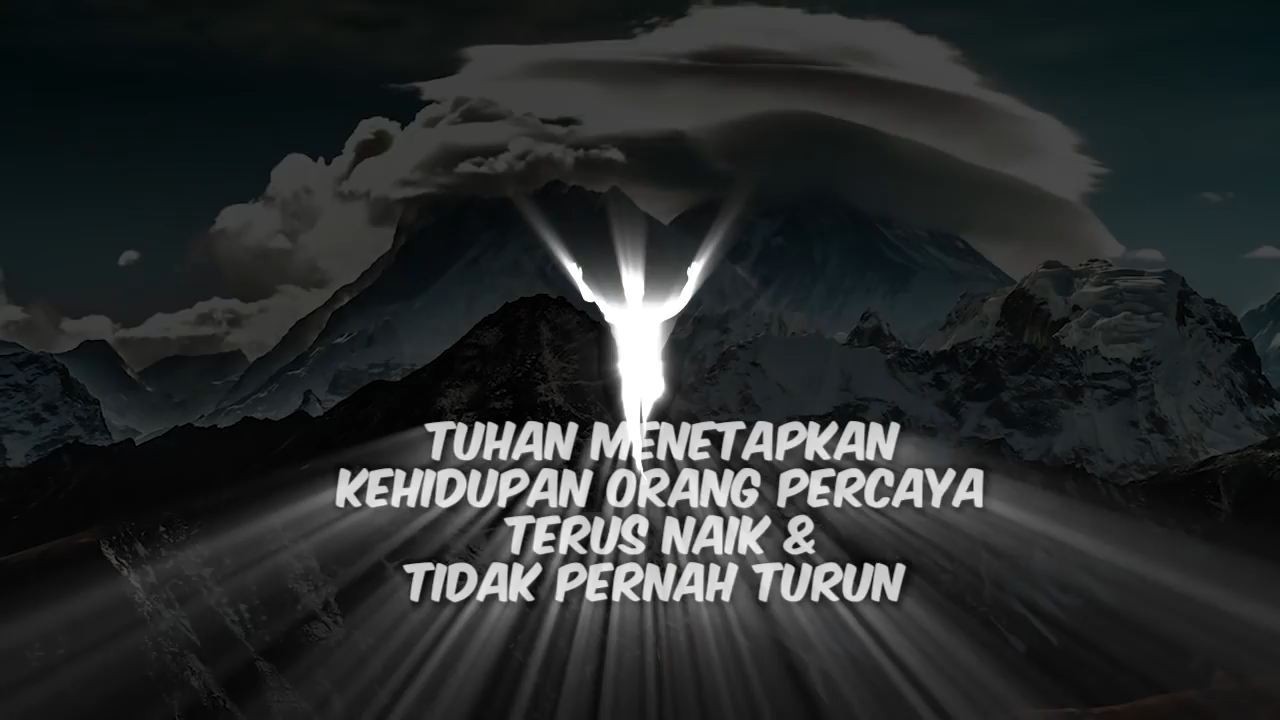 TUHAN MENETAPKAN
KEHIDUPAN ORANG PERCAYA
TERUS NAIK &
TIDAK PERNAH TURUN